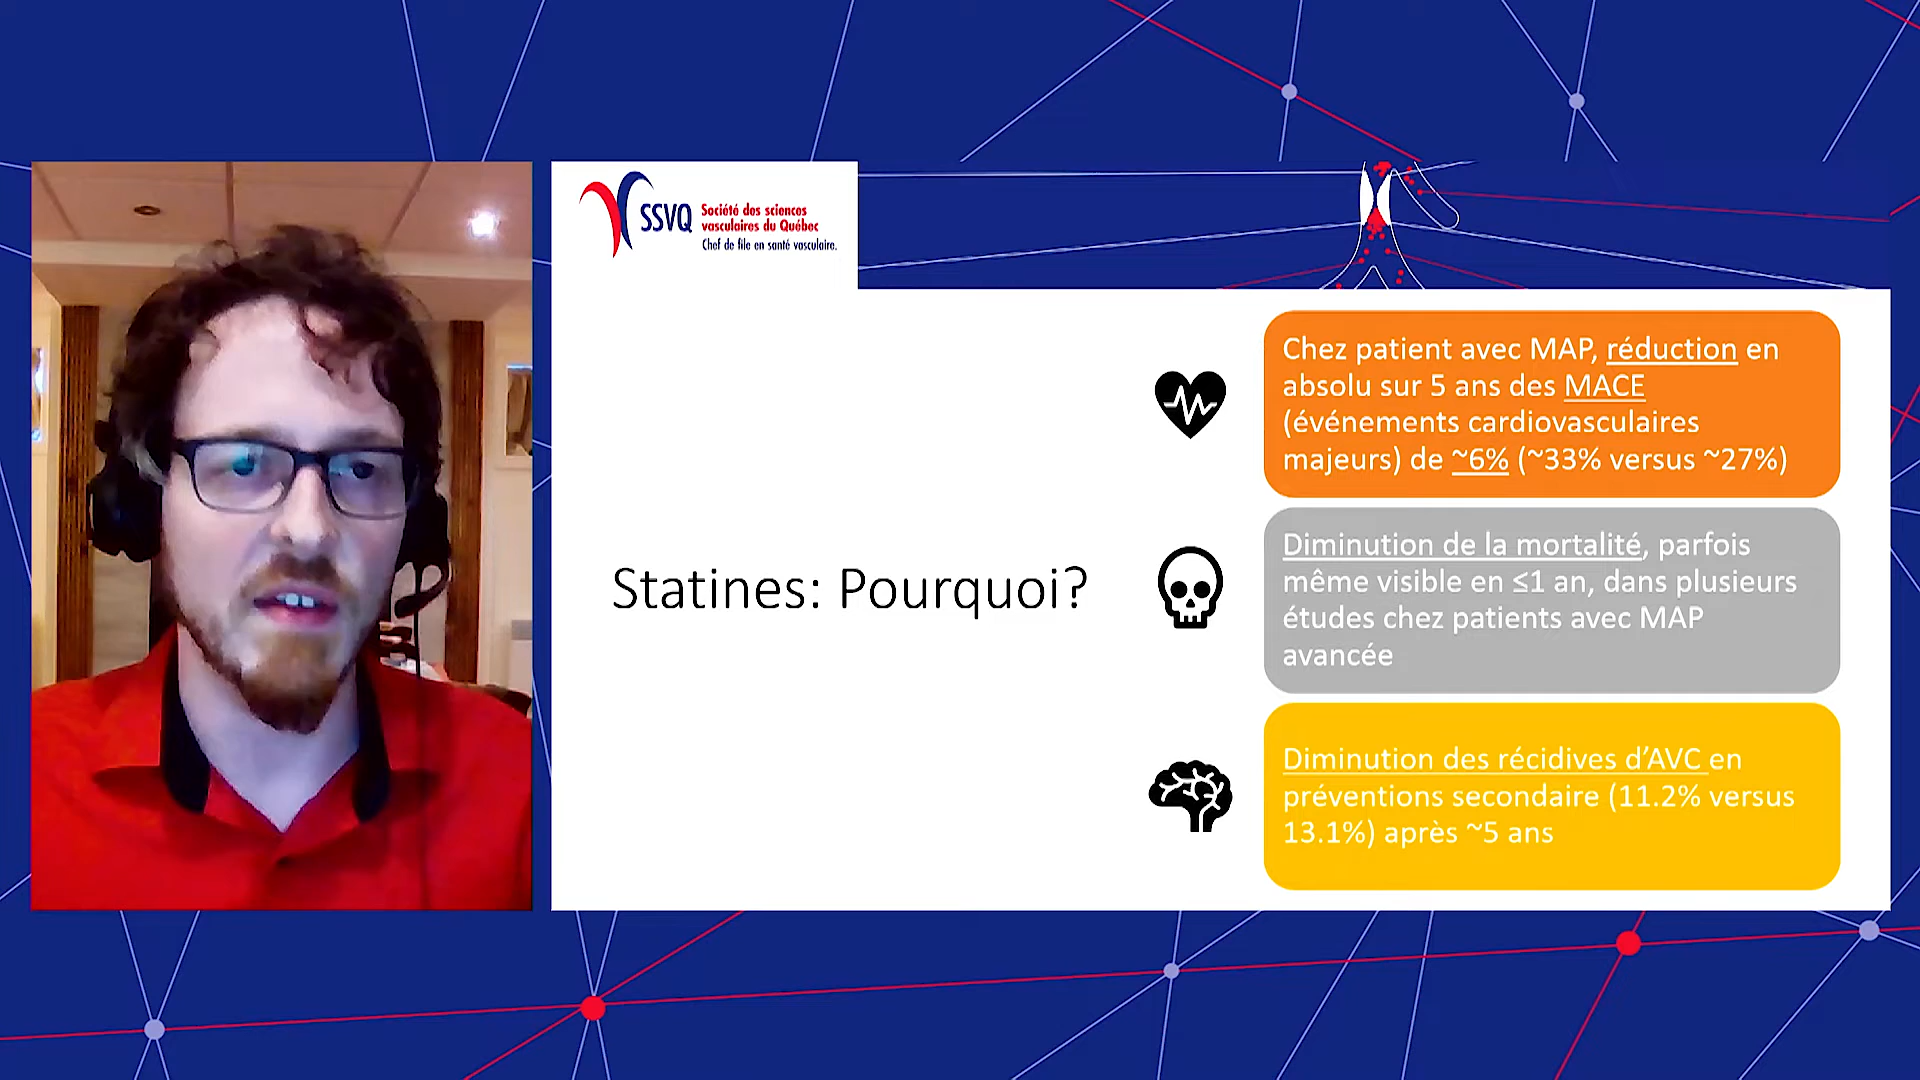 SSVQ
Société des sciences
vasculaires du Québec
Chef de file en santé vasculaire.
Statines: Pourquoi?
Chez patient avec MAP, réduction en
absolu sur 5 ans des MACE
(événements cardiovasculaires
majeurs) de ~6% (~33% versus ~27%)
Diminution de la mortalité, parfois
même visible en ≤1 an, dans plusieurs
études chez patients avec MAP
avancée
Diminution des récidives d’AVC en
préventions secondaire (11.2% versus
13.1%) après ~5 ans